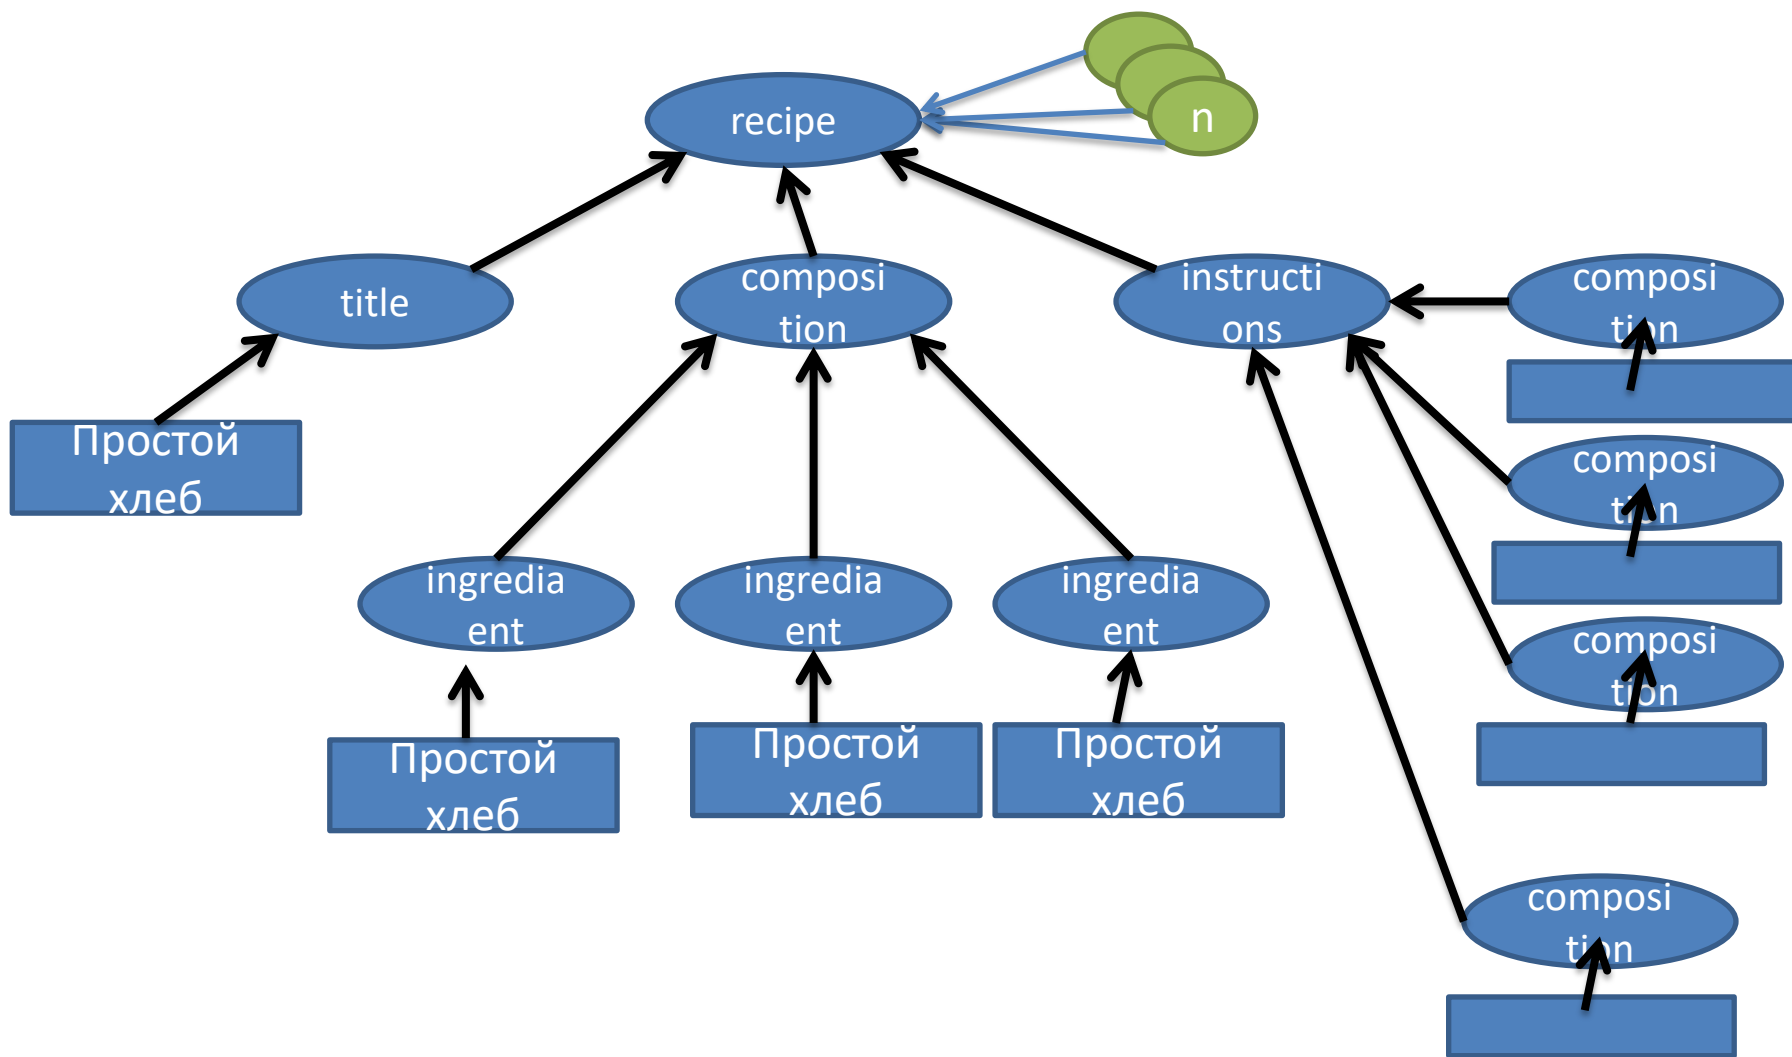 n
recipe
title
composi
tion
instructi
ons
composi
tion
Простой
хлеб
composi
tion
ingredia
ent
ingredia
ent
ingredia
ent
composi
tion
Простой
хлеб
Простой
хлеб
Простой
хлеб
composi
tion